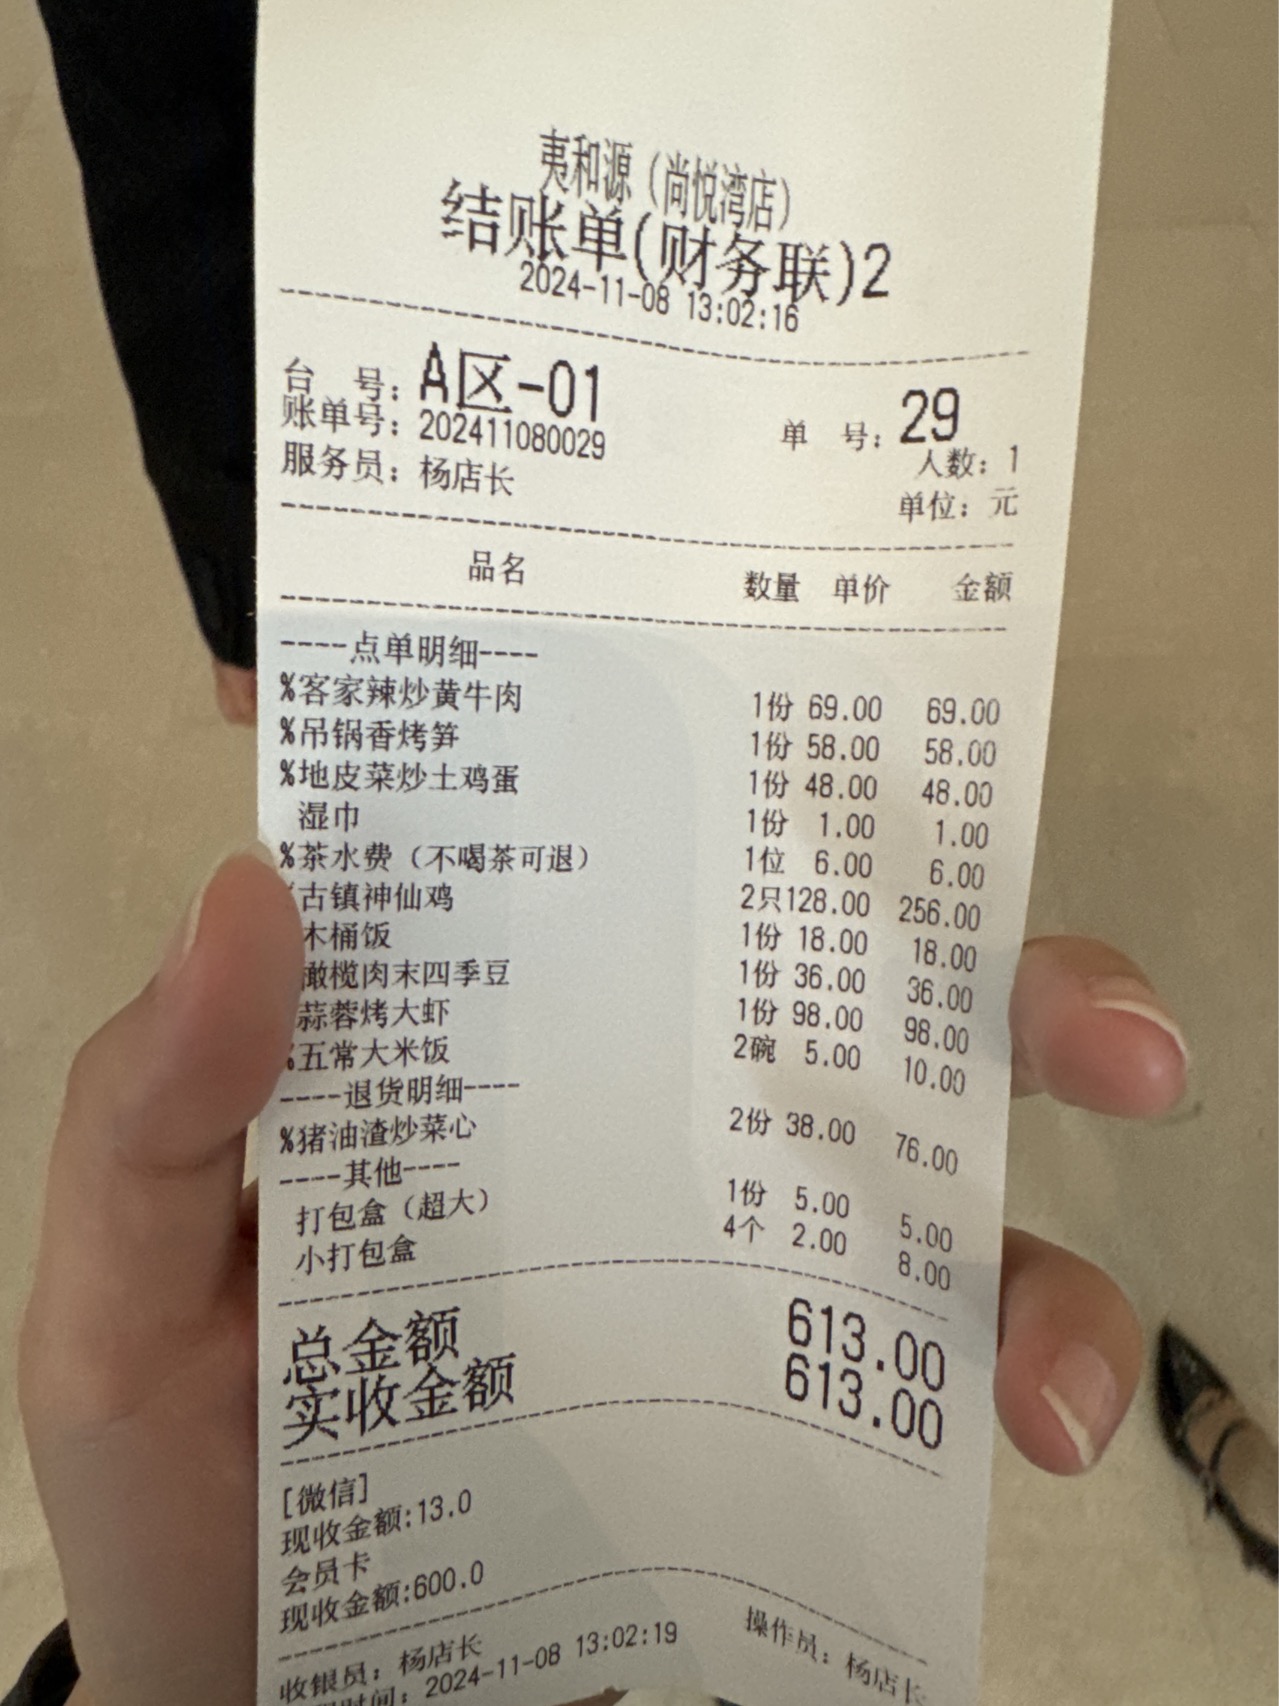 夷和源（尚悦湾店）
结账单(财务联)2
2024-11-08 13:02:16
台 号：A区-01 单 号：29
账单号：202411080029 人数：1
服务员：杨店长 单位：元
品名 数量 单价 金额
----点单明细----
%客家辣炒黄牛肉 1份 69.00 69.00
%吊锅香烤笋 1份 58.00 58.00
%地皮菜炒土鸡蛋 1份 48.00 48.00
湿巾 1份 1.00 1.00
%茶水费（不喝茶可退） 1位 6.00 6.00
%古镇神仙鸡 2只128.00 256.00
木桶饭 1份 18.00 18.00
橄榄肉末四季豆 1份 36.00 36.00
蒜蓉烤大虾 1份 98.00 98.00
%五常大米饭 2碗 5.00 10.00
----退货明细----
%猪油渣炒菜心 2份 38.00 76.00
----其他----
打包盒（超大） 1份 5.00 5.00
小打包盒 4个 2.00 8.00
总金额 613.00
实收金额 613.00
[微信]
现收金额:13.0
会员卡
现收金额:600.0
收银员：杨店长 操作员：杨店长
时间：2024-11-08 13:02:19